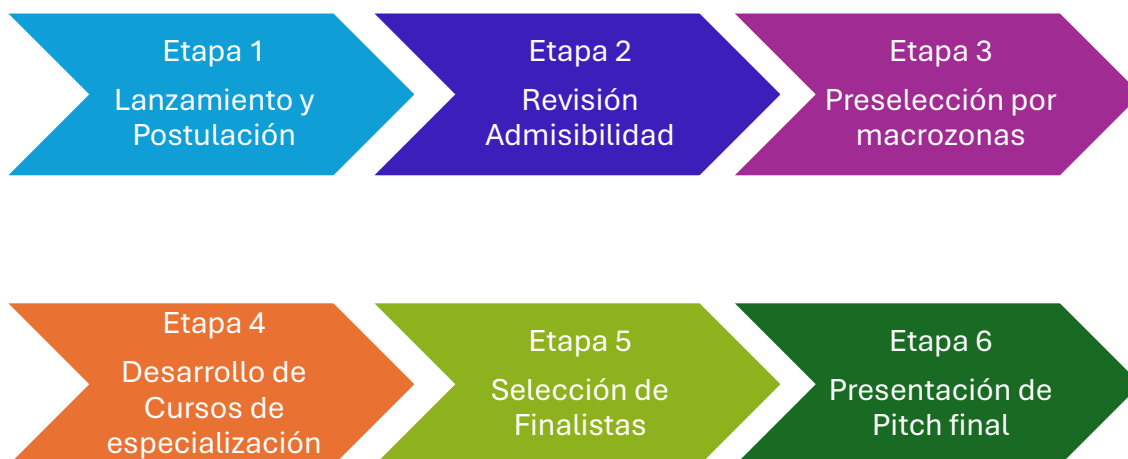 Etapa 1
Lanzamiento y
Postulación
Etapa 2
Revisión
Admisibilidad
Etapa 3
Preselección por
macrozonas
Etapa 4
Desarrollo de
Cursos de
especialización
Etapa 5
Selección de
Finalistas
Etapa 6
Presentación de
Pitch final